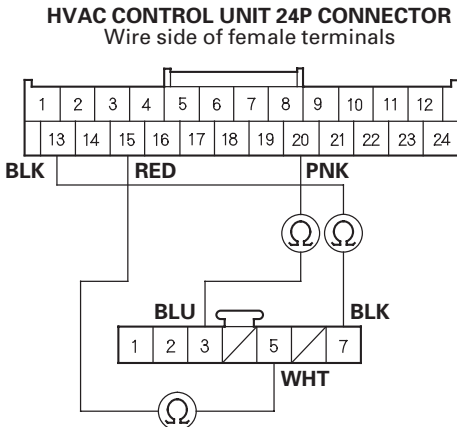 HVAC CONTROL UNIT 24P CONNECTOR
Wire side of female terminals
1 2 3 4 5 6 7 8 9 10 11 12
13 14 15 16 17 18 19 20 21 22 23 24
BLK RED PNK
Ω Ω
BLU BLK
1 2 3 5 7
WHT
Ω